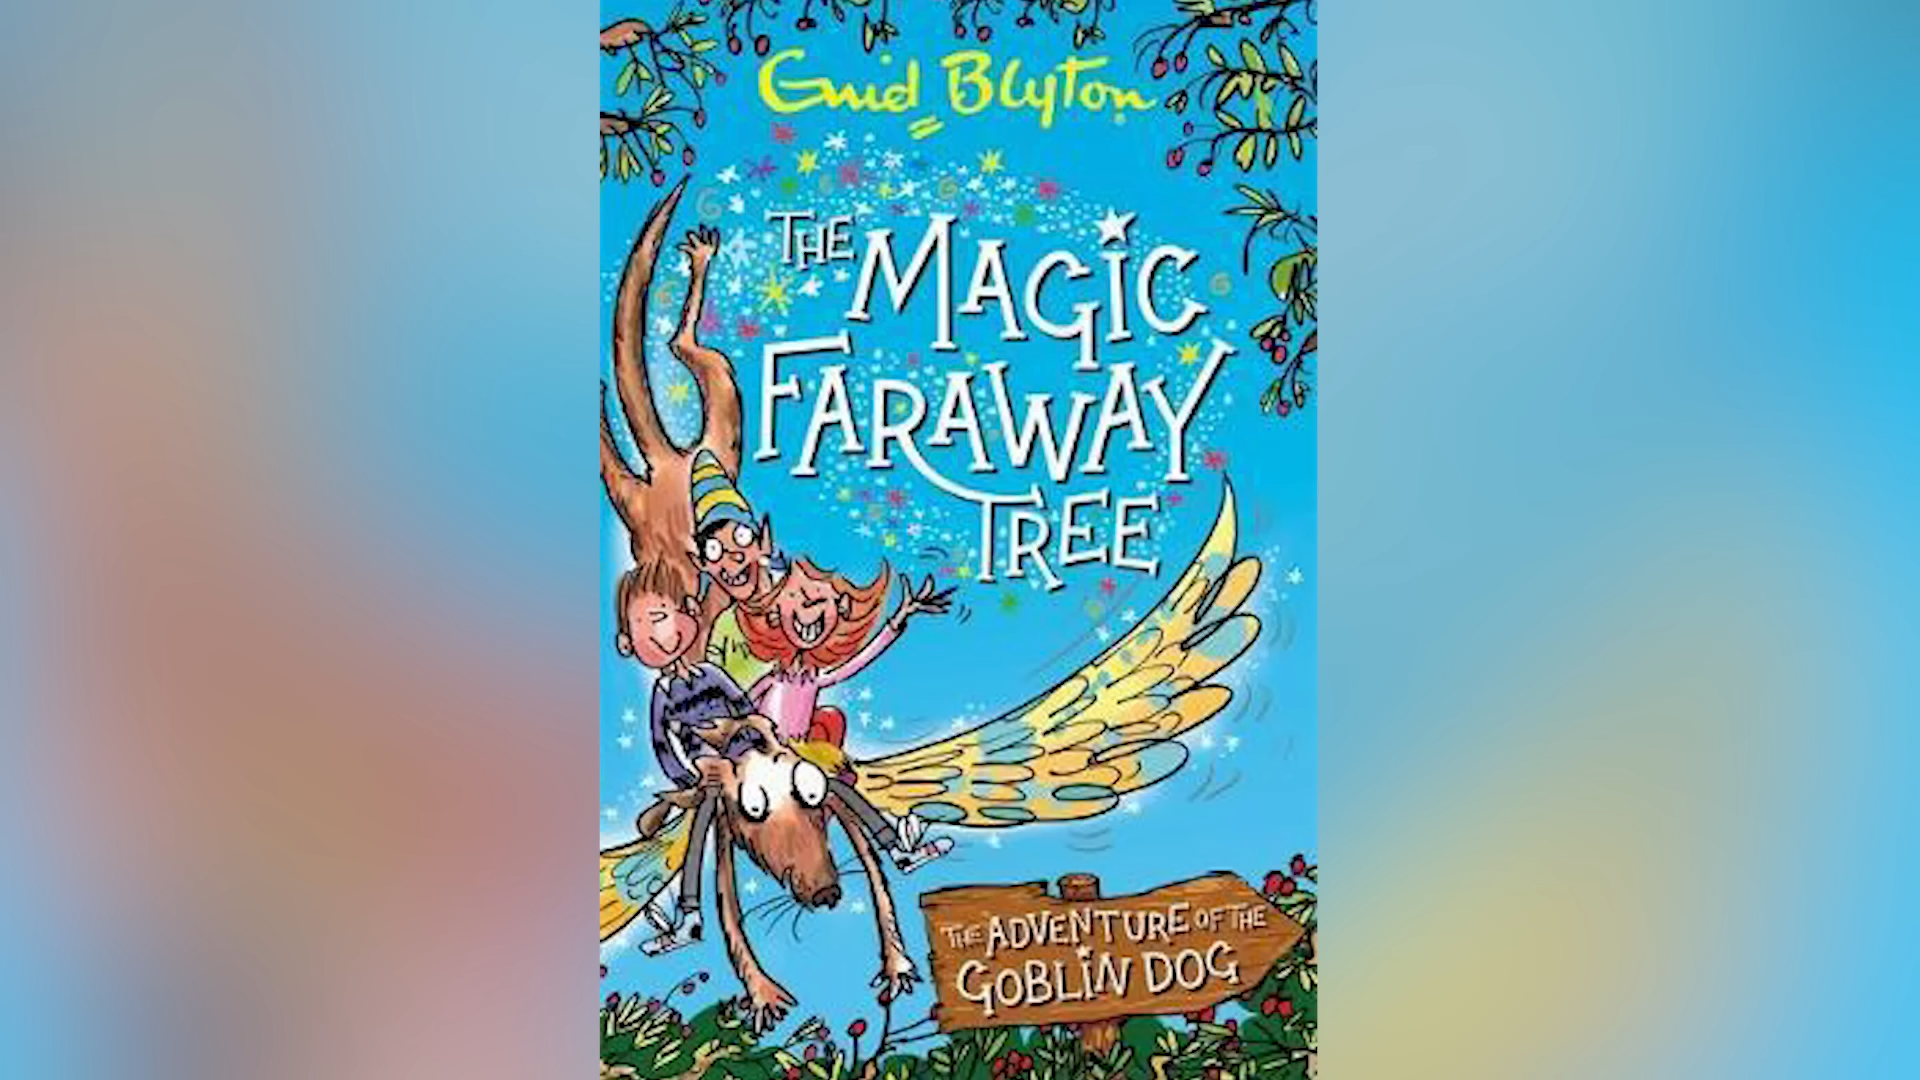 Enid Blyton
THE MAGIC
FARAWAY
TREE
THE ADVENTURE OF THE
GOBLIN DOG